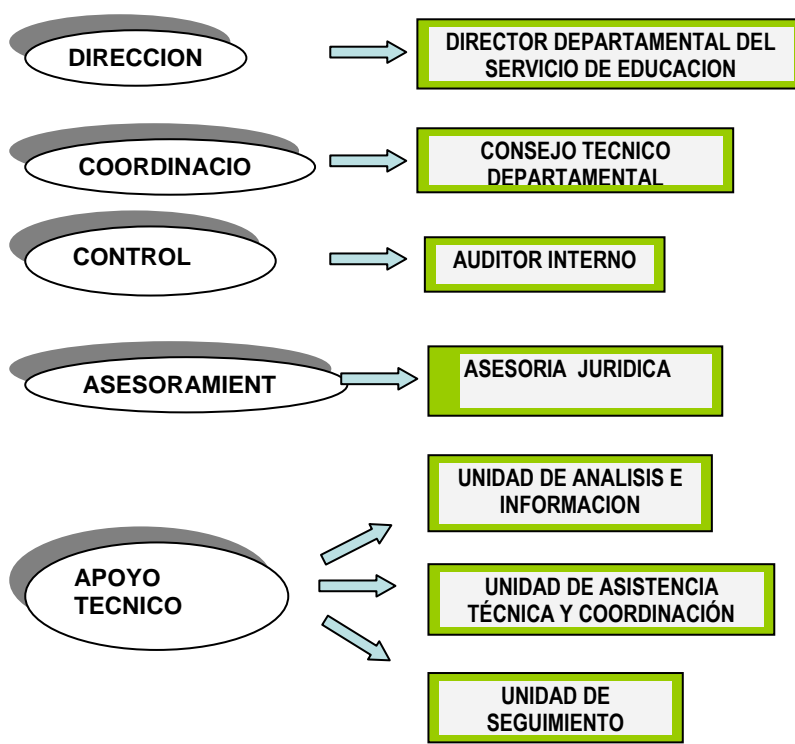 DIRECCION
DIRECTOR DEPARTAMENTAL DEL
SERVICIO DE EDUCACION
COORDINACIO
CONSEJO TECNICO
DEPARTAMENTAL
CONTROL
AUDITOR INTERNO
ASESORAMIENT
ASESORIA JURIDICA
UNIDAD DE ANALISIS E
INFORMACION
APOYO
TECNICO
UNIDAD DE ASISTENCIA
TÉCNICA Y COORDINACIÓN
UNIDAD DE
SEGUIMIENTO